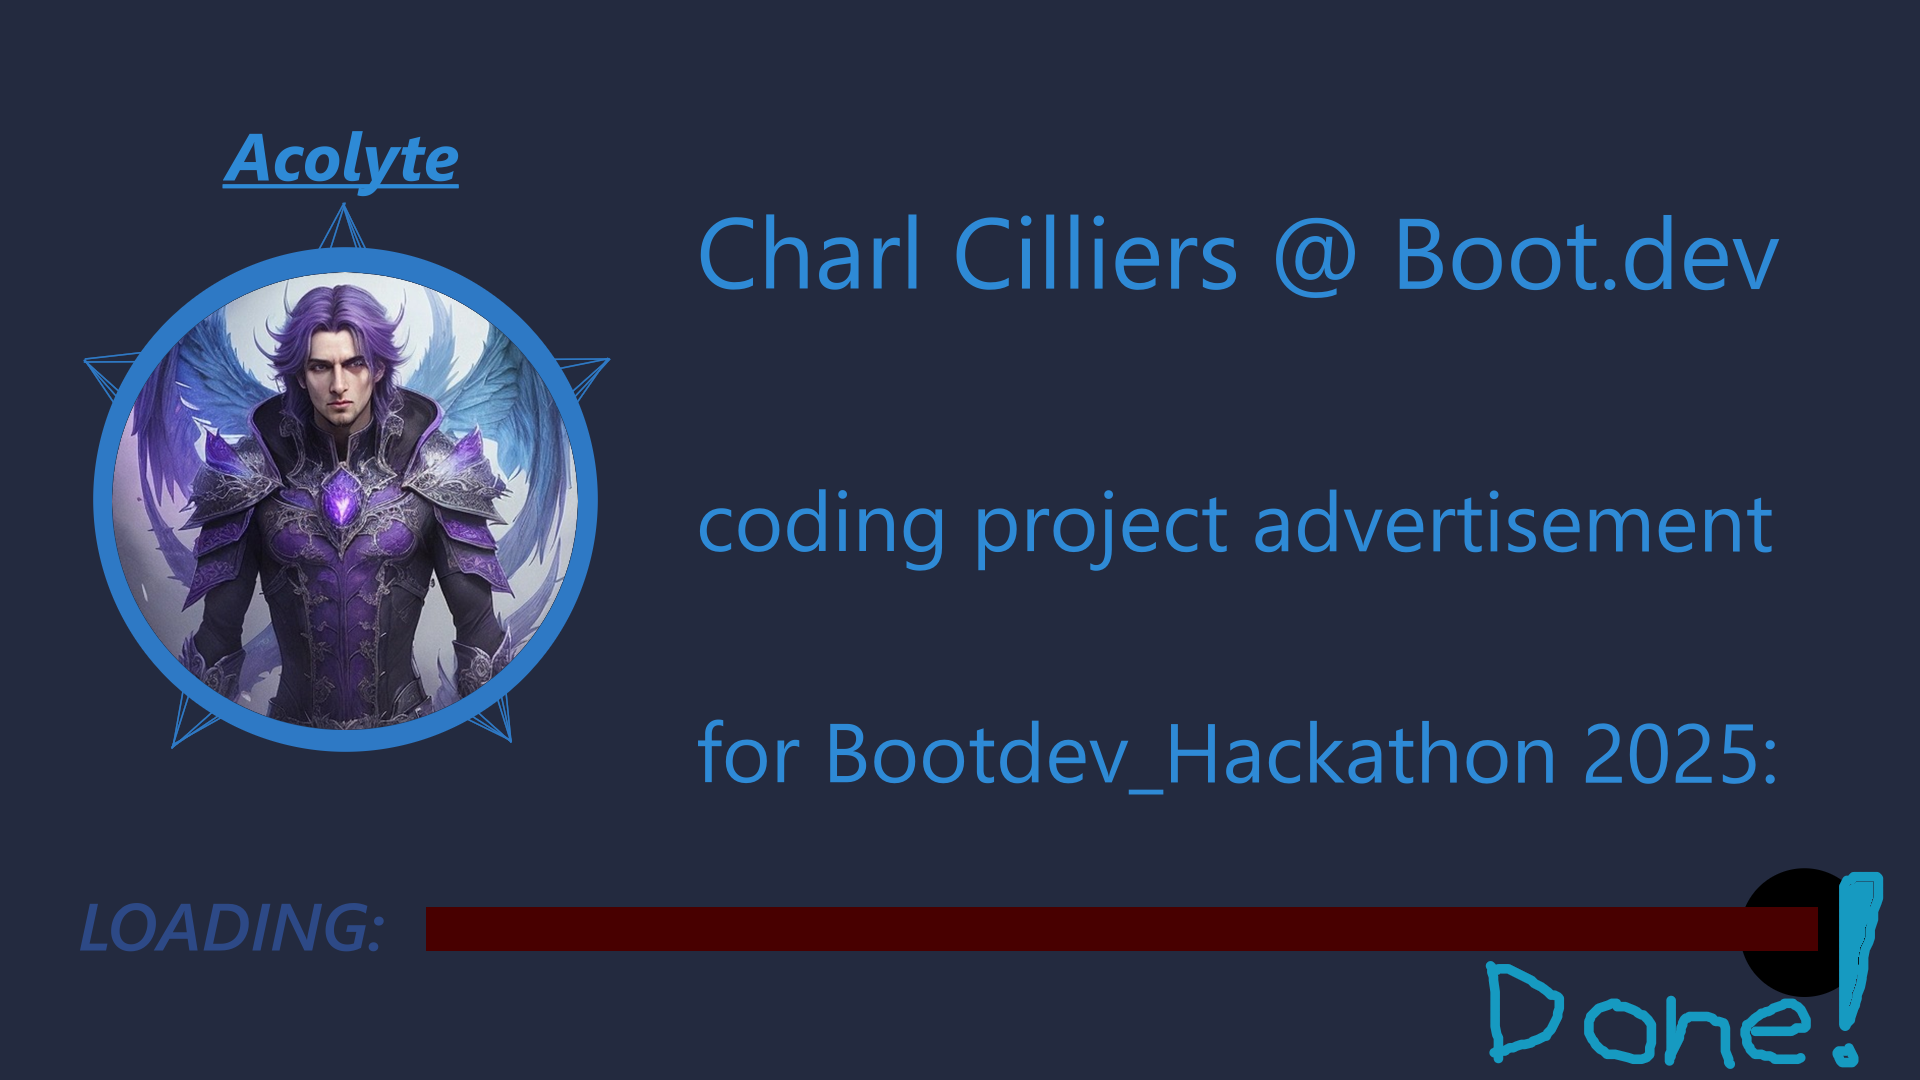 Acolyte
Charl Cilliers @ Boot.dev
coding project advertisement
for Bootdev_Hackathon 2025:
LOADING:
Done!